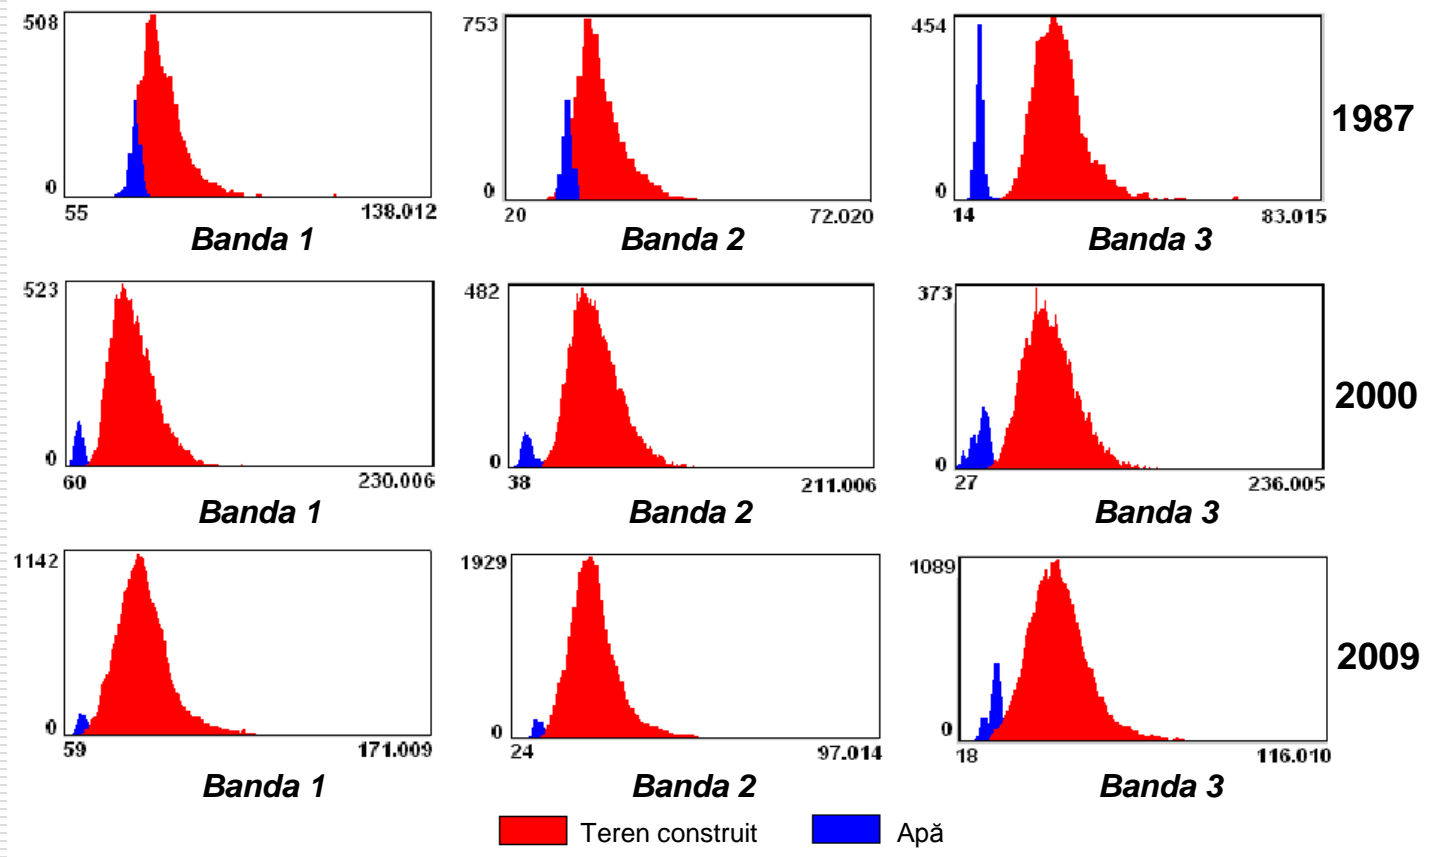 508 753 454
0 0 0 1987
55 138.012 20 72.020 14 83.015
Banda 1 Banda 2 Banda 3
523 482 373
0 0 0 2000
60 230.006 38 211.006 27 236.005
Banda 1 Banda 2 Banda 3
1142 1929 1089
0 0 0 2009
59 171.009 24 97.014 18 116.010
Banda 1 Banda 2 Banda 3
Teren construit Apă